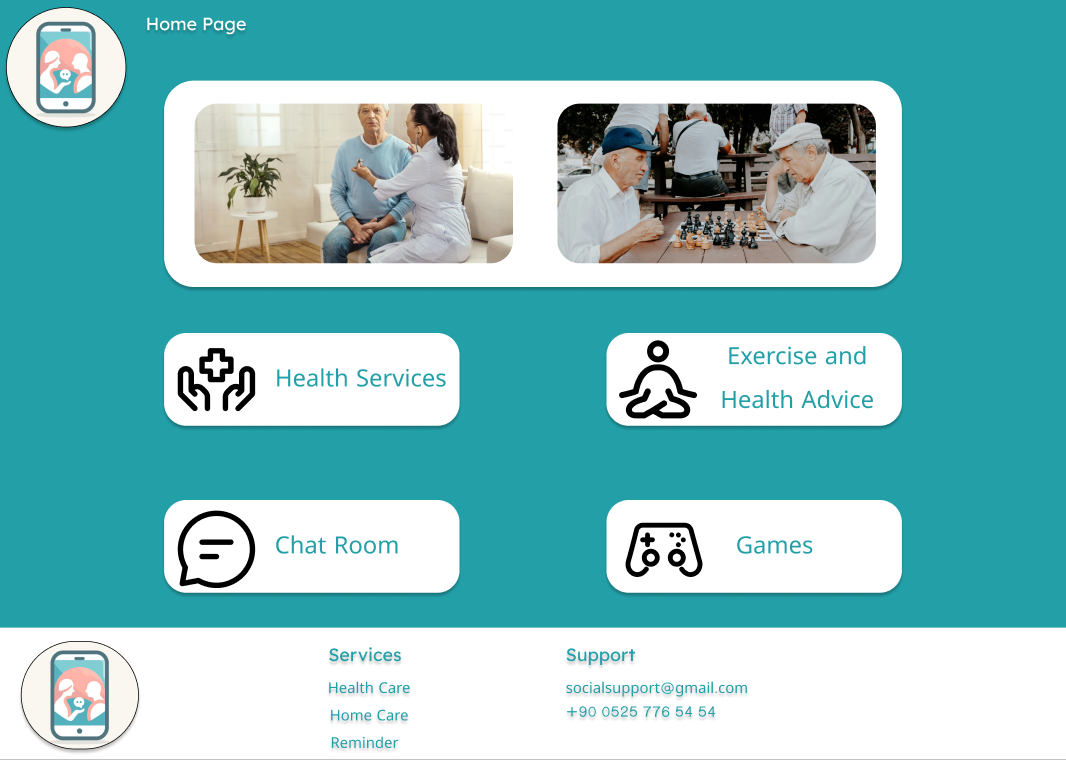 Home Page
Health Services
Exercise and
Health Advice
Chat Room
Games
Services
Health Care
Home Care
Reminder
Support
socialsupport@gmail.com
+90 0525 776 54 54